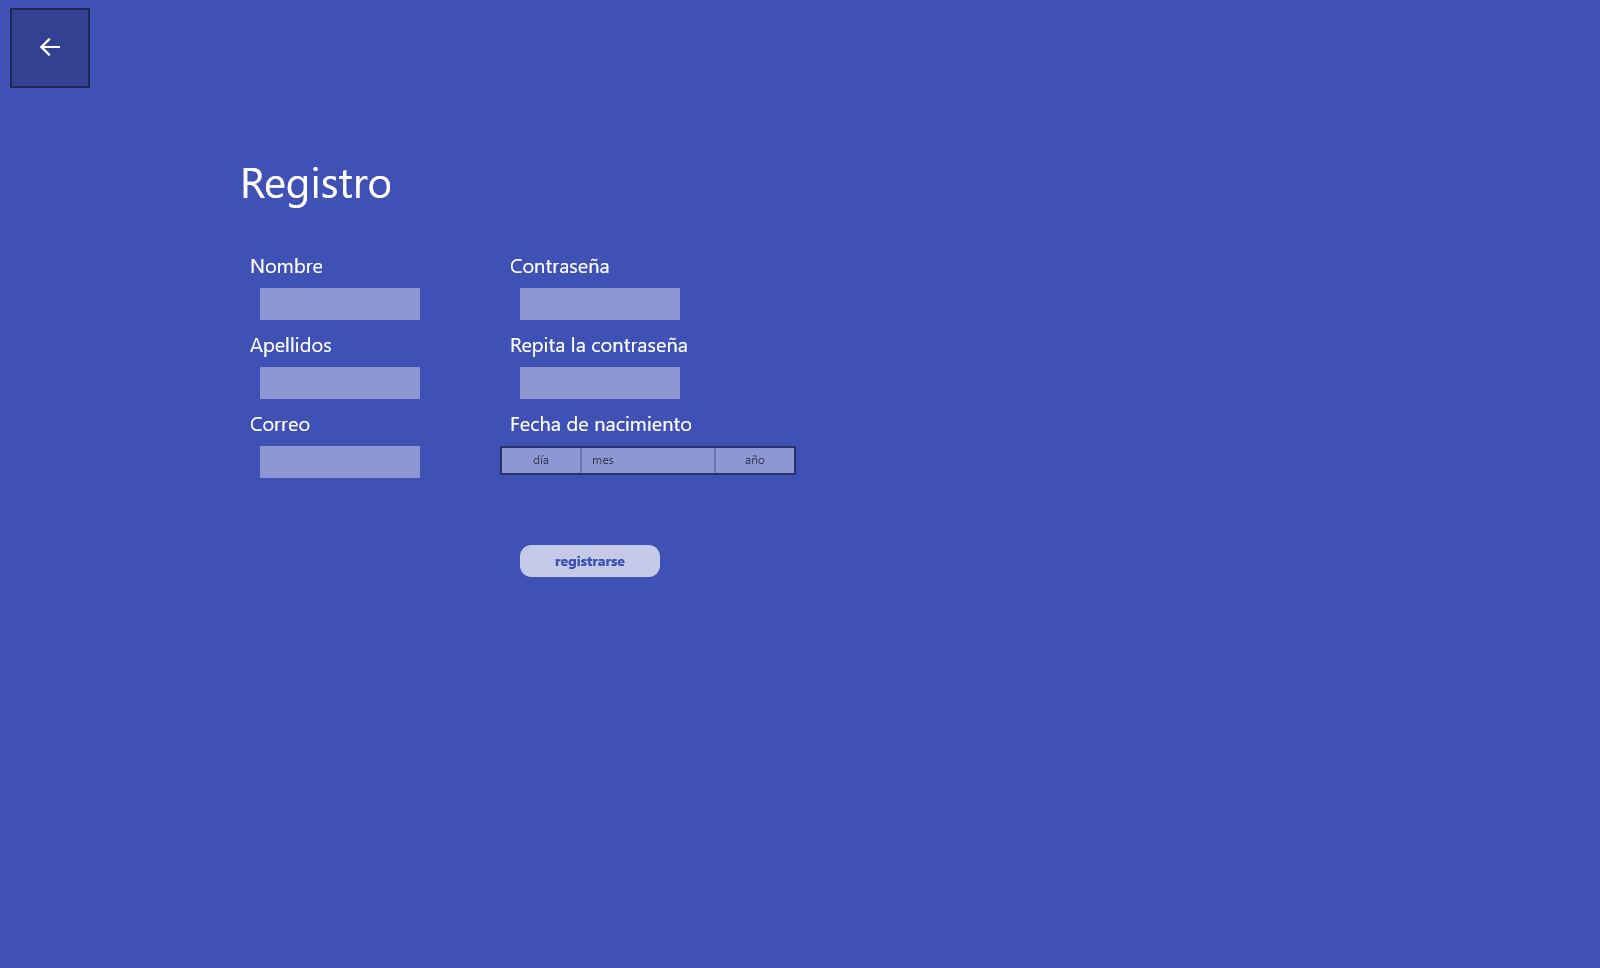 Registro
Nombre
Contraseña
Apellidos
Repita la contraseña
Correo
Fecha de nacimiento
día mes año
registrarse